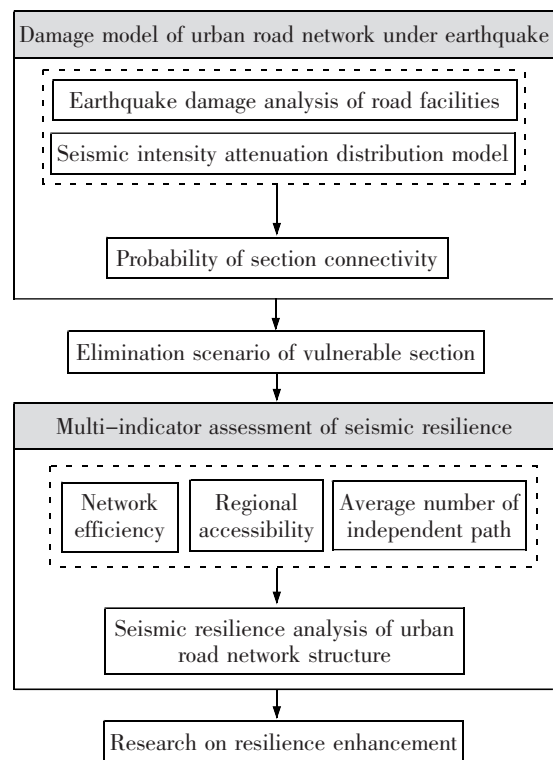 Damage model of urban road network under earthquake
Earthquake damage analysis of road facilities
Seismic intensity attenuation distribution model
Probability of section connectivity
Elimination scenario of vulnerable section
Multi-indicator assessment of seismic resilience
Network
efficiency
Regional
accessibility
Average number of
independent path
Seismic resilience analysis of urban
road network structure
Research on resilience enhancement